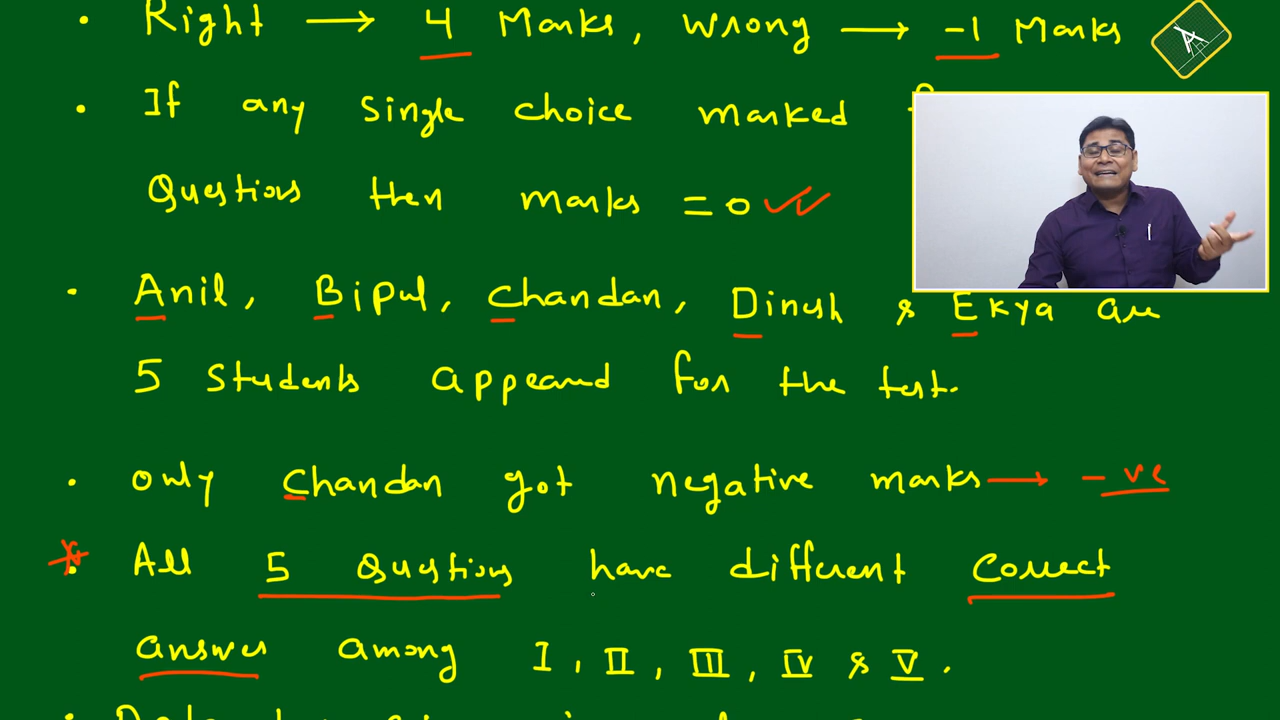 • Right → 4 Marks, wrong → -1 Marks
• If any single choice marked
Questions then marks = 0
• Anil, Bipul, Chandan, Dinesh & Ekya are
5 students appeared for the test.
• only Chandan got negative marks → -ve
• All 5 Questions have different correct
answer among I, II, III, IV & V.